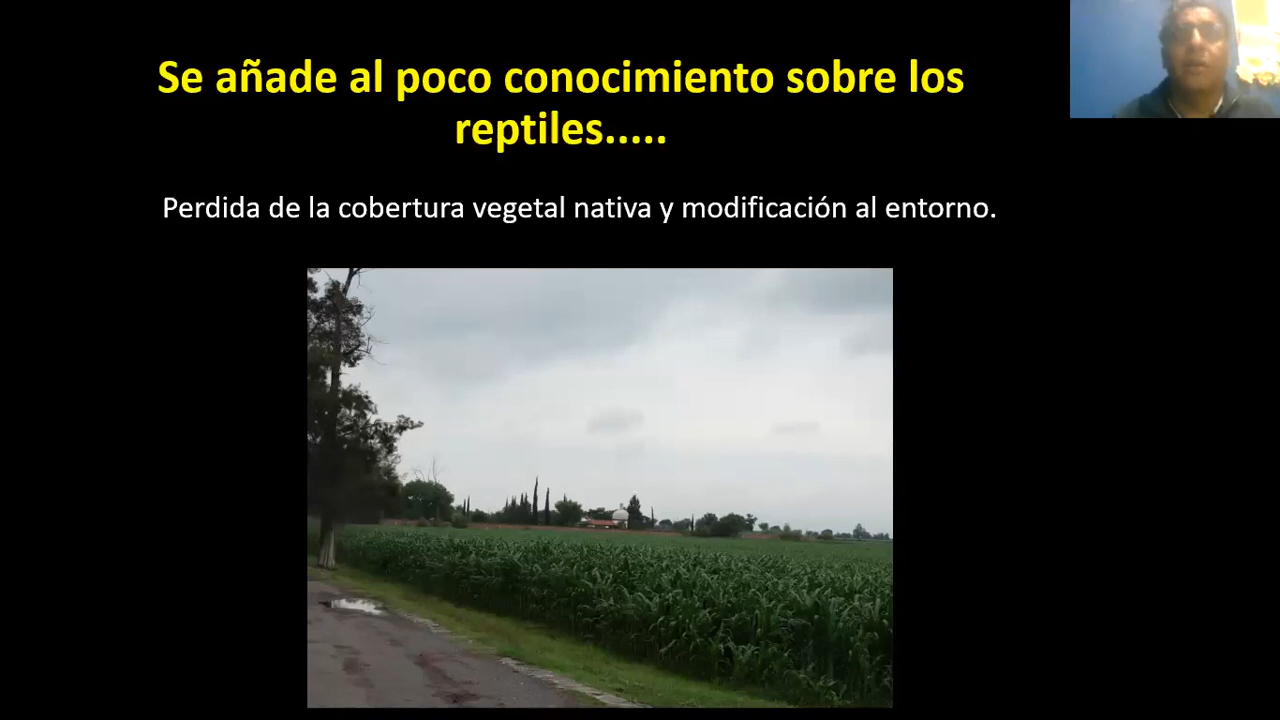 Se añade al poco conocimiento sobre los
reptiles.....
Perdida de la cobertura vegetal nativa y modificación al entorno.